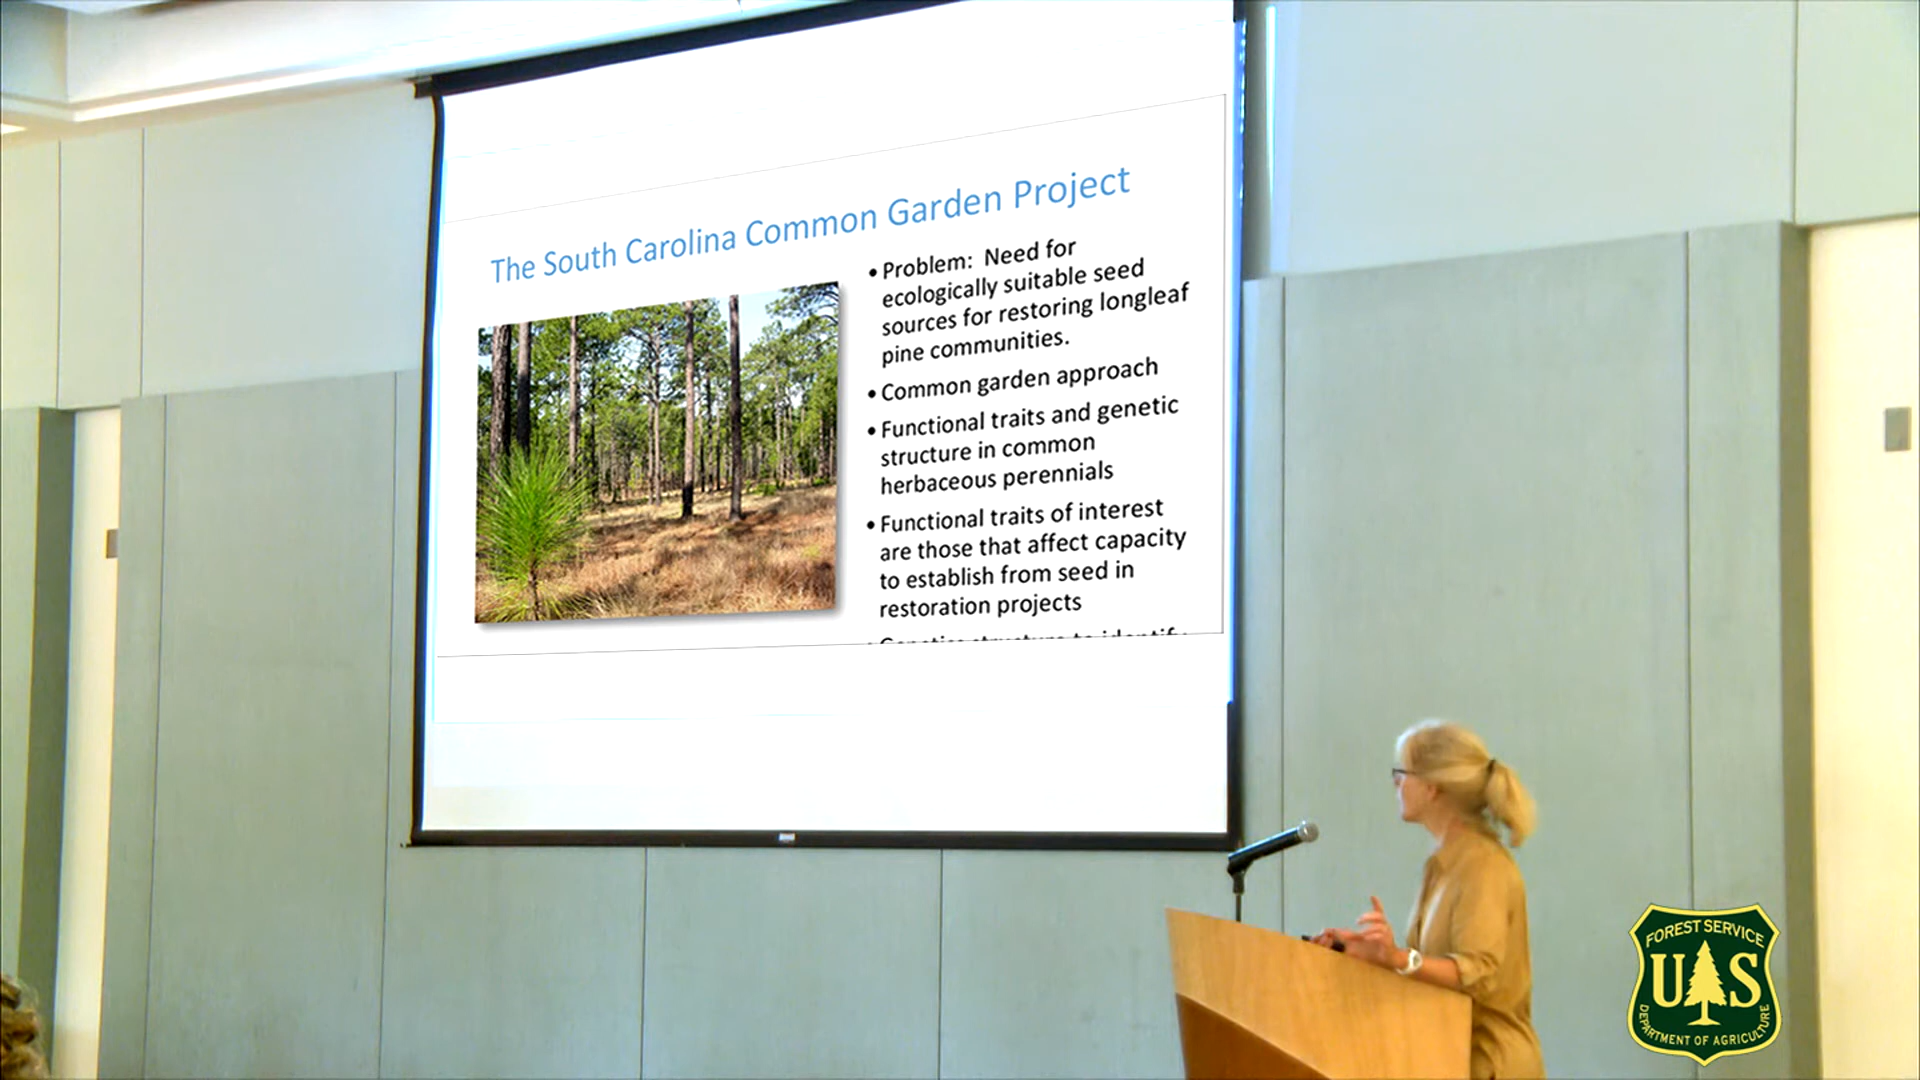 The South Carolina Common Garden Project
• Problem:  Need for
ecologically suitable seed
sources for restoring longleaf
pine communities.
• Common garden approach
• Functional traits and genetic
structure in common
herbaceous perennials
• Functional traits of interest
are those that affect capacity
to establish from seed in
restoration projects
FOREST SERVICE
UAS
DEPARTMENT OF AGRICULTURE